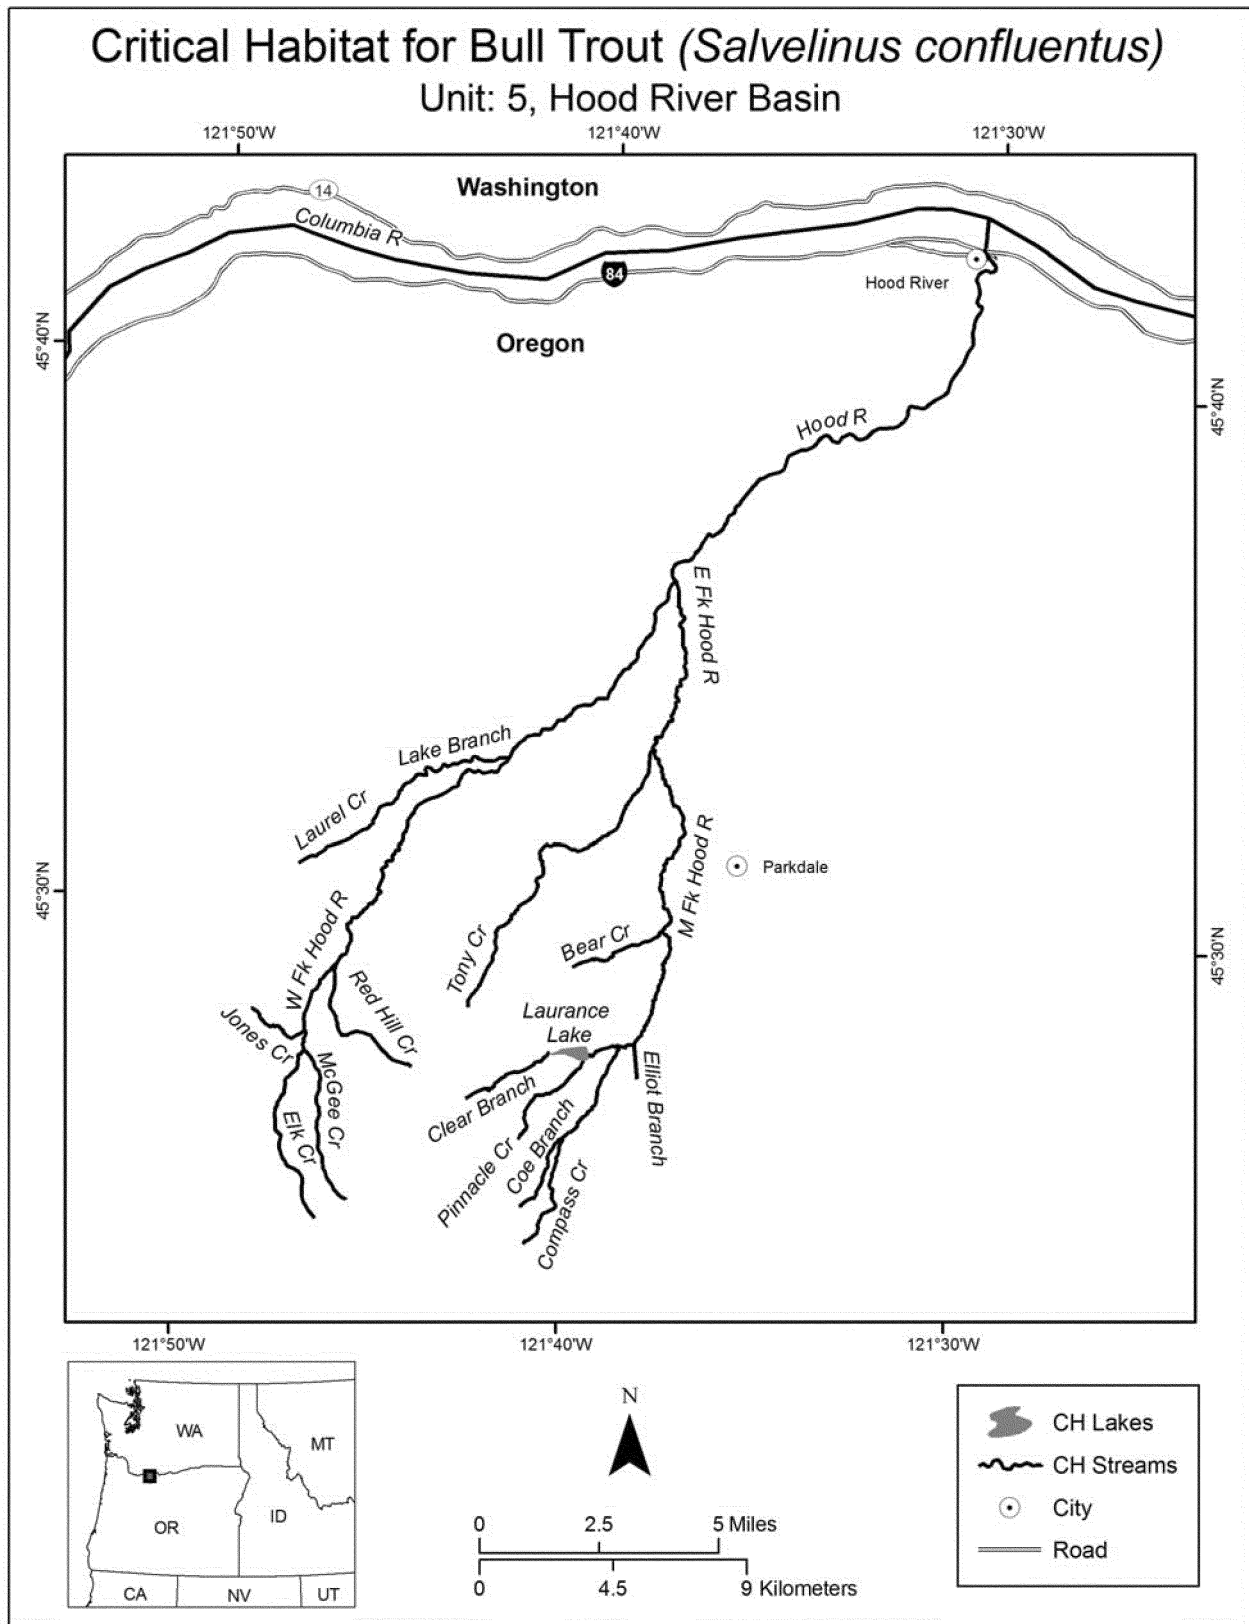 Critical Habitat for Bull Trout (Salvelinus confluentus)
Unit: 5, Hood River Basin
121°50'W
121°40'W
121°30'W
Washington
14
Columbia R
84
Hood River
Oregon
45°40'N
45°40'N
Hood R
E Fk Hood R
Lake Branch
Laurel Cr
M Fk Hood R
Parkdale
45°30'N
W Fk Hood R
Tony Cr
Bear Cr
45°30'N
Red Hill Cr
Jones Cr
Laurance
Lake
McGee Cr
Elk Cr
Clear Branch
Pinnacle Cr
Coe Branch
Compass Cr
Elliot Branch
121°50'W
121°40'W
121°30'W
WA
MT
OR
ID
CA
NV
UT
N
0
2.5
5 Miles
0
4.5
9 Kilometers
CH Lakes
CH Streams
City
Road